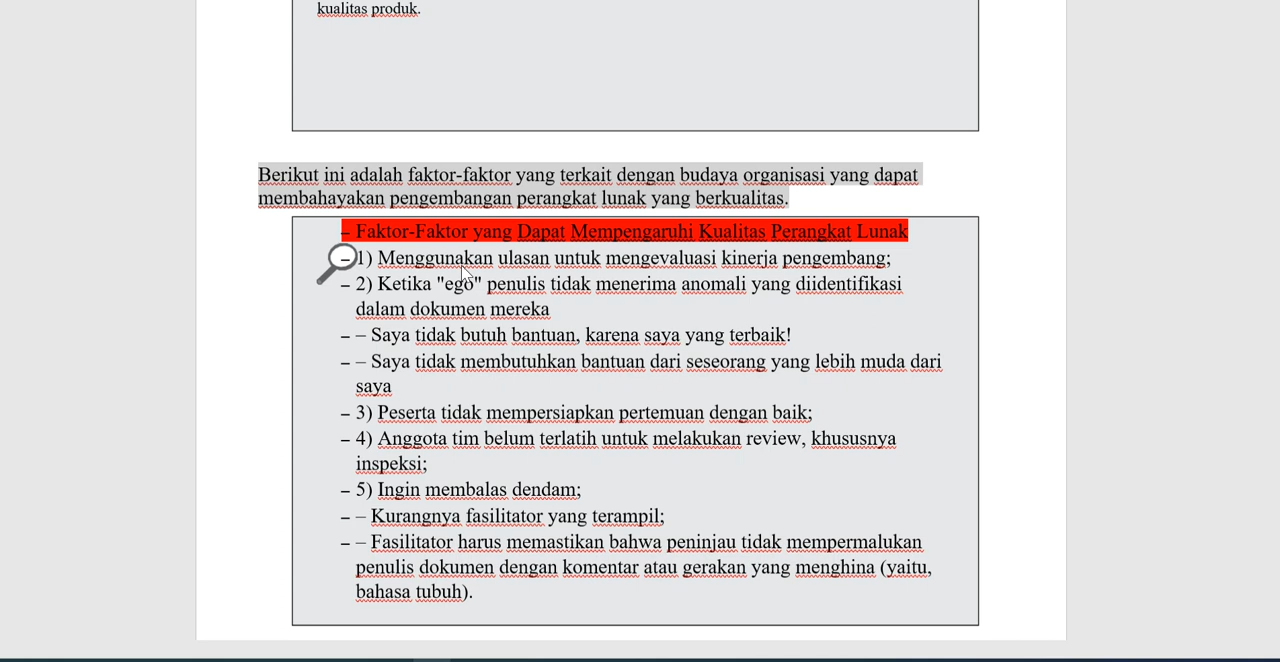 kualitas produk.
Berikut ini adalah faktor-faktor yang terkait dengan budaya organisasi yang dapat
membahayakan pengembangan perangkat lunak yang berkualitas.
– Faktor-Faktor yang Dapat Mempengaruhi Kualitas Perangkat Lunak
– 1) Menggunakan ulasan untuk mengevaluasi kinerja pengembang;
– 2) Ketika "ego" penulis tidak menerima anomali yang diidentifikasi
dalam dokumen mereka
– – Saya tidak butuh bantuan, karena saya yang terbaik!
– – Saya tidak membutuhkan bantuan dari seseorang yang lebih muda dari
saya
– 3) Peserta tidak mempersiapkan pertemuan dengan baik;
– 4) Anggota tim belum terlatih untuk melakukan review, khususnya
inspeksi;
– 5) Ingin membalas dendam;
– – Kurangnya fasilitator yang terampil;
– – Fasilitator harus memastikan bahwa peninjau tidak mempermalukan
penulis dokumen dengan komentar atau gerakan yang menghina (yaitu,
bahasa tubuh).